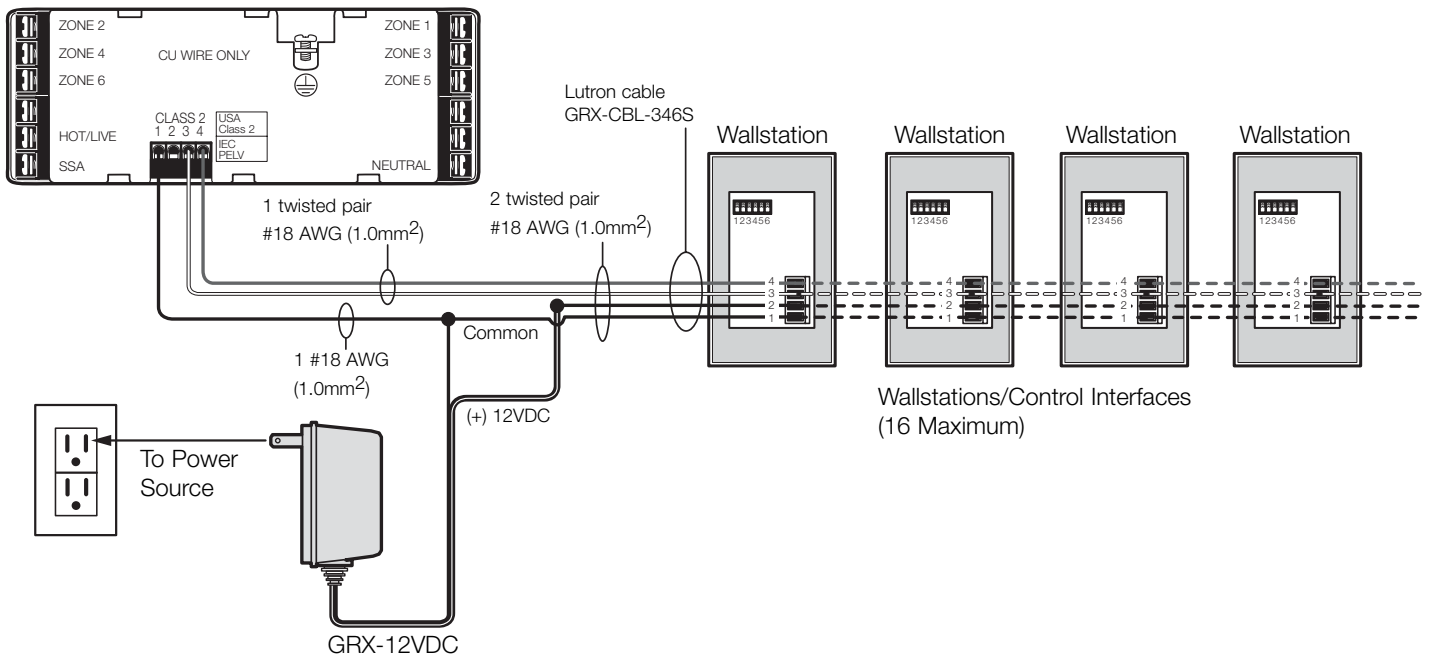 ZONE 2
ZONE 1
ZONE 4
CU WIRE ONLY
ZONE 3
ZONE 6
ZONE 5
CLASS 2
USA
Class 2
1 2 3 4
HOT/LIVE
IEC
PELV
SSA
NEUTRAL
Lutron cable
GRX-CBL-346S
Wallstation
Wallstation
Wallstation
Wallstation
1 twisted pair
#18 AWG (1.0mm2)
2 twisted pair
#18 AWG (1.0mm2)
123456
123456
123456
123456
4
3
2
1
4
3
2
1
4
3
2
1
4
3
2
1
Common
1 #18 AWG
(1.0mm2)
(+) 12VDC
Wallstations/Control Interfaces
(16 Maximum)
To Power
Source
GRX-12VDC